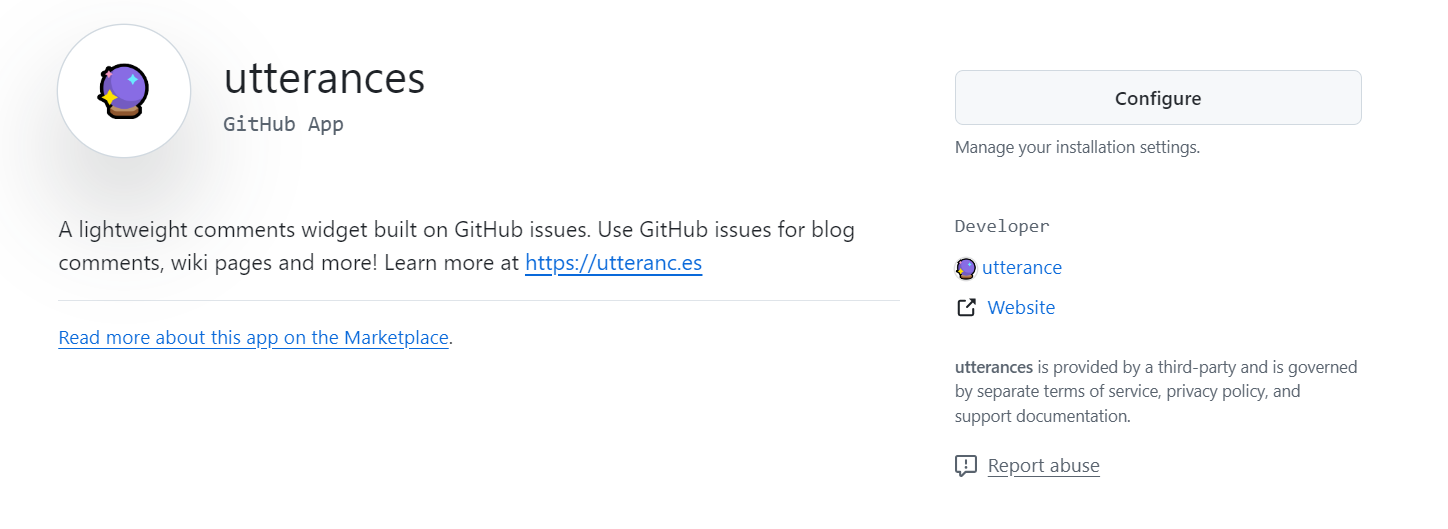 utterances
GitHub App
A lightweight comments widget built on GitHub issues. Use GitHub issues for blog
comments, wiki pages and more! Learn more at https://utteranc.es
Read more about this app on the Marketplace.
Configure
Manage your installation settings.
Developer
utterance
Website
utterances is provided by a third-party and is governed
by separate terms of service, privacy policy, and
support documentation.
Report abuse